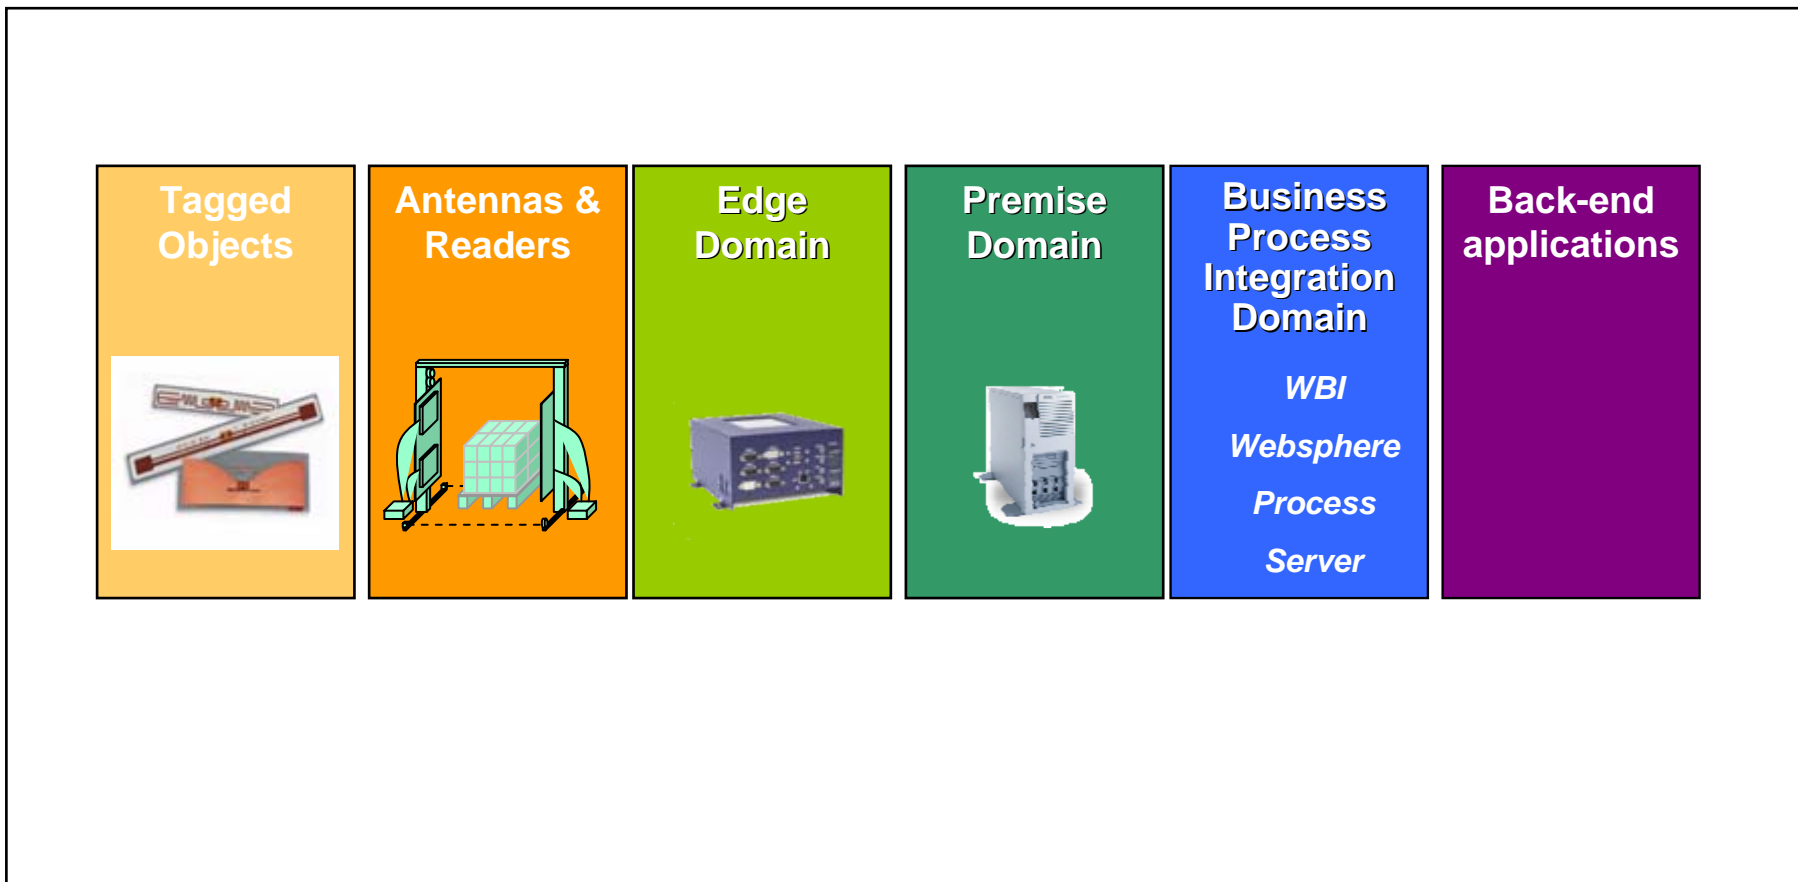 Tagged
Objects
Antennas &
Readers
Edge
Domain
Premise
Domain
Business
Process
Integration
Domain
WBI
Websphere
Process
Server
Back-end
applications